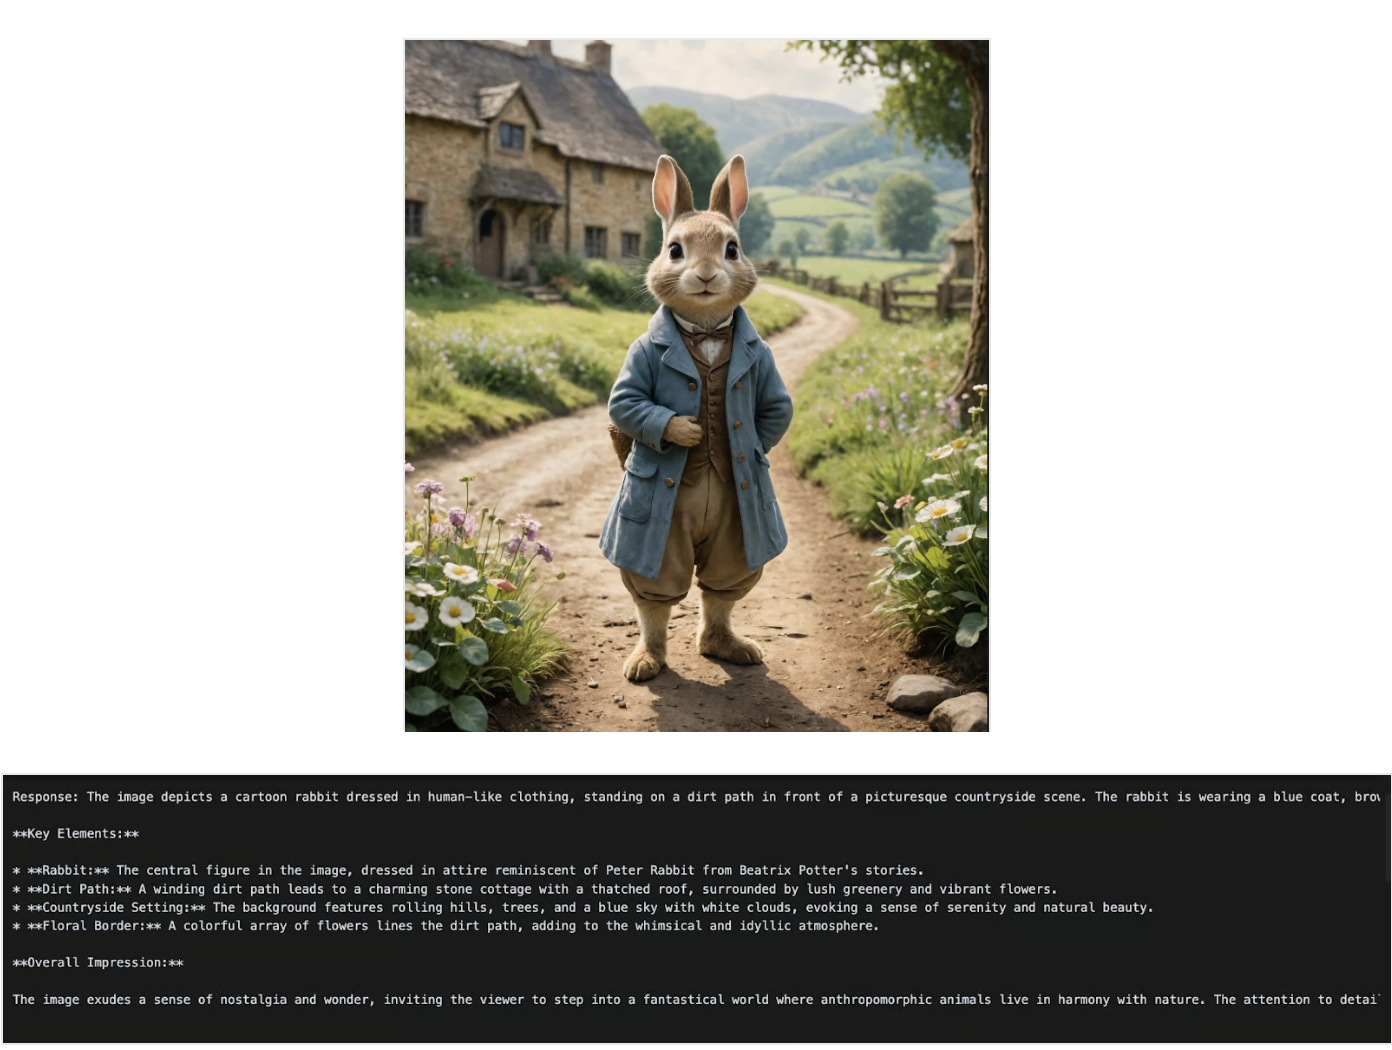 Response: The image depicts a cartoon rabbit dressed in human-like clothing, standing on a dirt path in front of a picturesque countryside scene. The rabbit is wearing a blue coat,
**Key Elements:**
* **Rabbit:** The central figure in the image, dressed in attire reminiscent of Peter Rabbit from Beatrix Potter's stories.
* **Dirt Path:** A winding dirt path leads to a charming stone cottage with a thatched roof, surrounded by lush greenery and vibrant flowers.
* **Countryside Setting:** The background features rolling hills, trees, and a blue sky with white clouds, evoking a sense of serenity and natural beauty.
* **Floral Border:** A colorful array of flowers lines the dirt path, adding to the whimsical and idyllic atmosphere.
**Overall Impression:**
The image exudes a sense of nostalgia and wonder, inviting the viewer to step into a fantastical world where anthropomorphic animals live in harmony with nature. The attention to